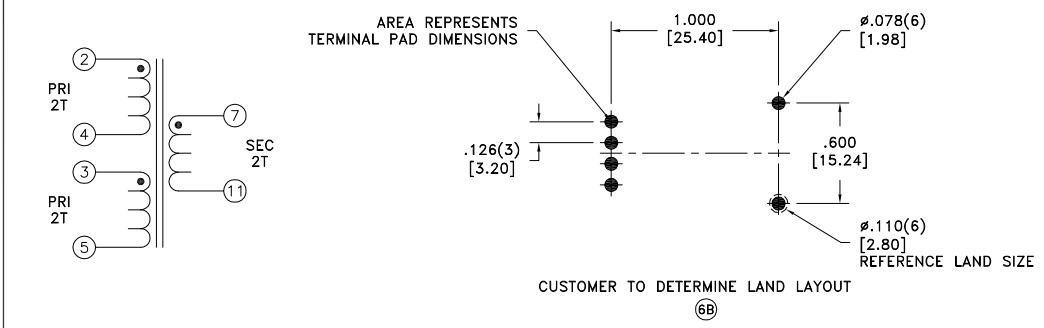 2
PRI
2T
4
3
PRI
2T
5
7
SEC
2T
11
AREA REPRESENTS
TERMINAL PAD DIMENSIONS
1.000
[25.40]
ø.078(6)
[1.98]
.126(3)
[3.20]
.600
[15.24]
ø.110(6)
[2.80]
REFERENCE LAND SIZE
CUSTOMER TO DETERMINE LAND LAYOUT
6B